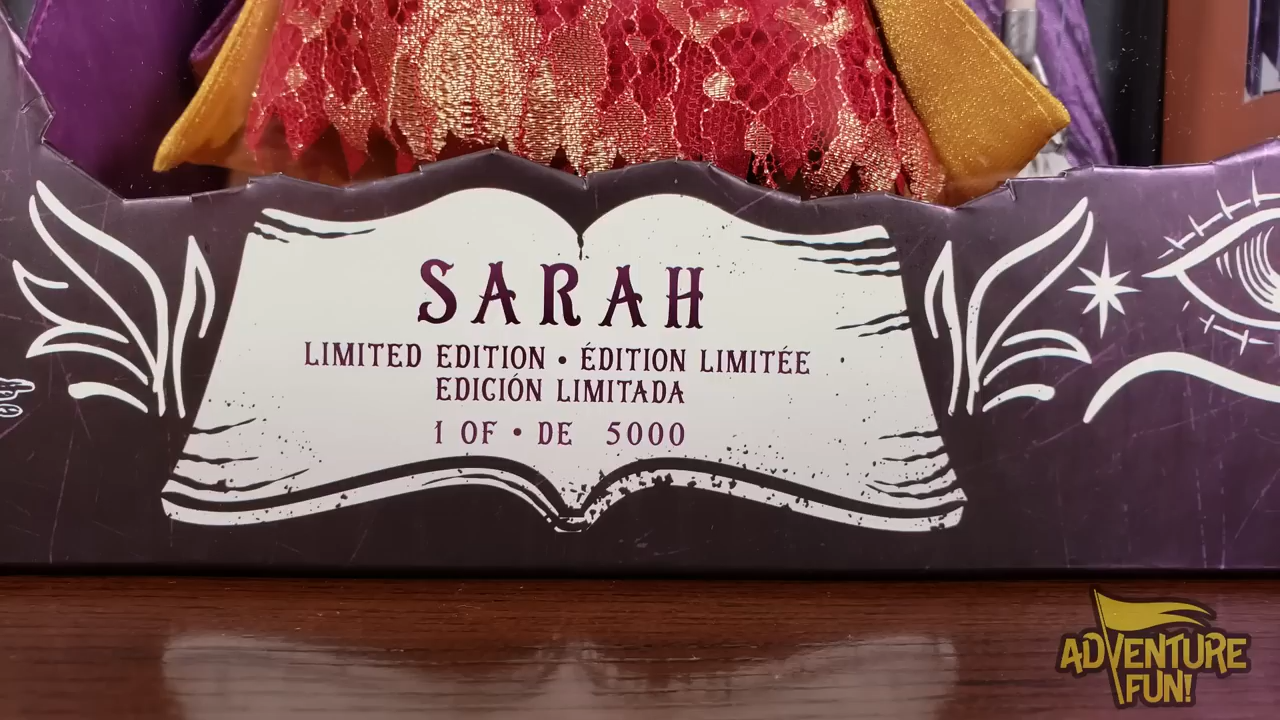 SARAH
LIMITED EDITION • ÉDITION LIMITÉE
EDICIÓN LIMITADA
1 OF • DE 5000
ADVENTURE
FUN!